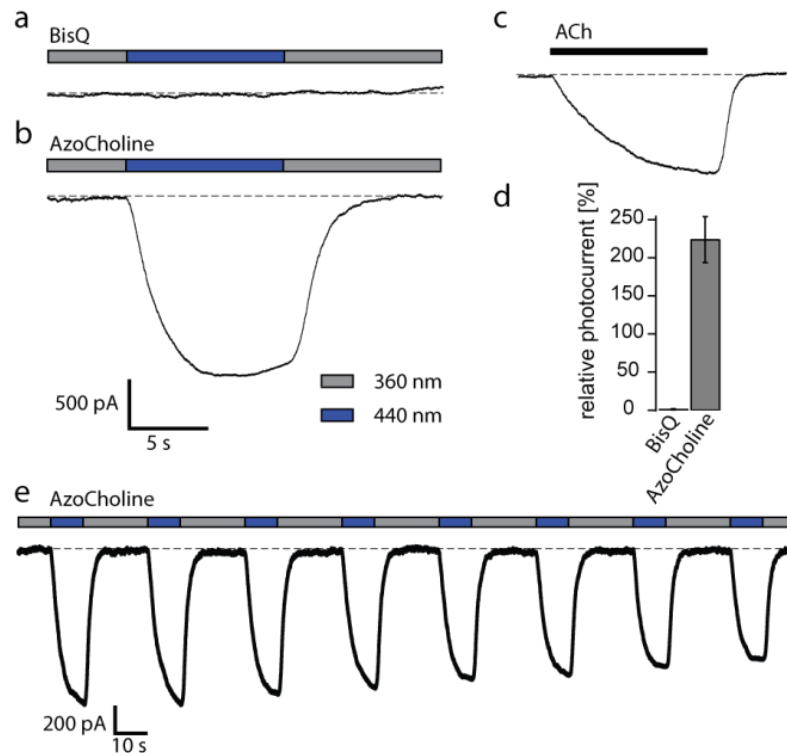 a
BisQ
b
AzoCholine
500 pA
5 s
360 nm
440 nm
c
ACh
d
relative photocurrent [%]
250
200
150
100
50
0
BisQ
AzoCholine
e
AzoCholine
200 pA
10 s